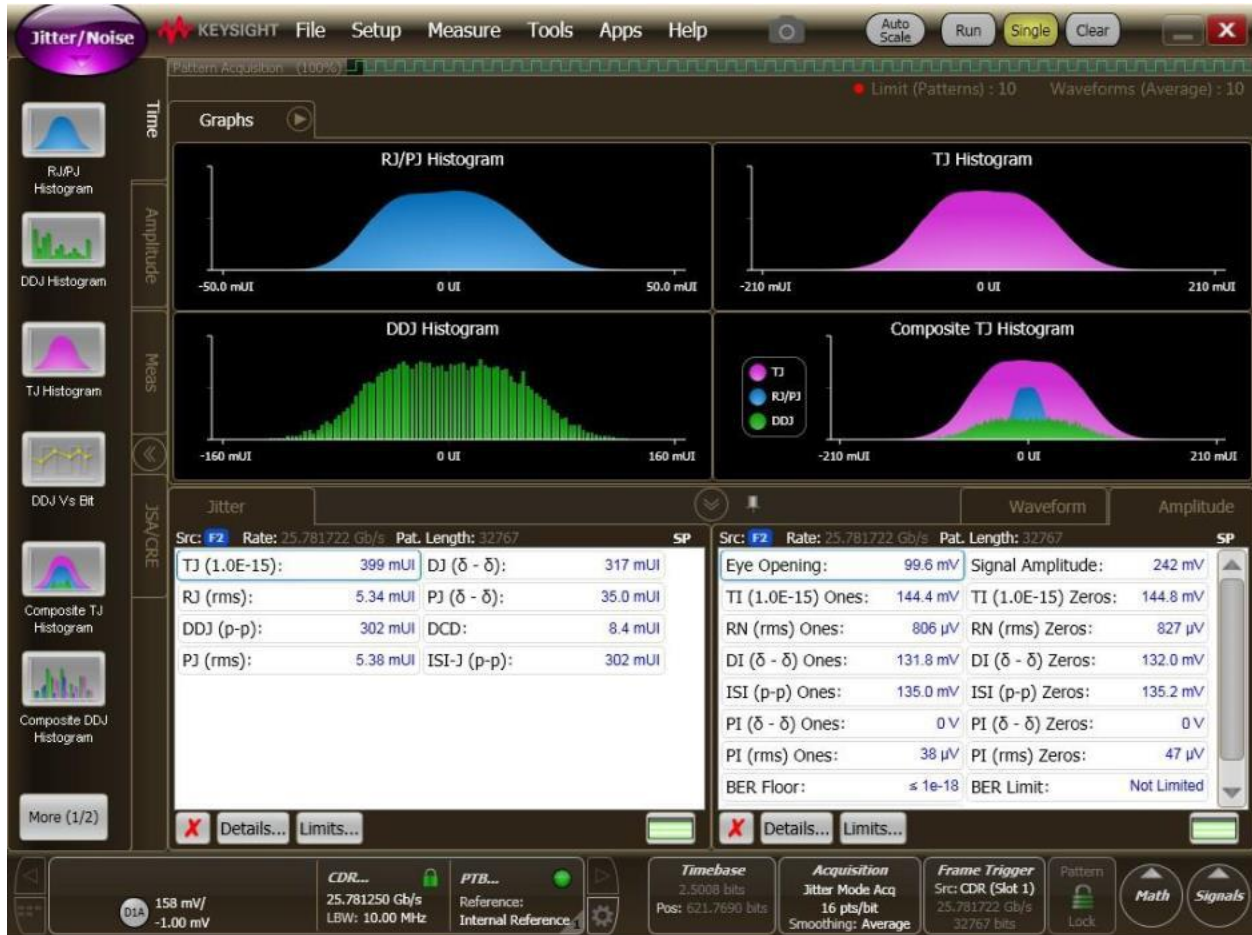 Jitter/Noise
KEYSIGHT File Setup Measure Tools Apps Help
Auto Scale
Run
Single
Clear
X
Pattern Acquisition (100%)
Limit (Patterns) : 10 Waveforms (Average) : 10
Time
Amplitude
Meas
JSA/CRE
RJ/PJ
Histogram
DDJ Histogram
TJ Histogram
DDJ Vs Bit
Composite TJ
Histogram
Composite DDJ
Histogram
More (1/2)
Graphs
RJ/PJ Histogram
-50.0 mUI 0 UI 50.0 mUI
TJ Histogram
-210 mUI 0 UI 210 mUI
DDJ Histogram
-160 mUI 0 UI 160 mUI
Composite TJ Histogram
TJ
RJ/PJ
DDJ
-210 mUI 0 UI 210 mUI
Jitter
Src: F2 Rate: 25.781722 Gb/s Pat. Length: 32767 SP
TJ (1.0E-15): 399 mUI DJ (δ - δ): 317 mUI
RJ (rms): 5.34 mUI PJ (δ - δ): 35.0 mUI
DDJ (p-p): 302 mUI DCD: 8.4 mUI
PJ (rms): 5.38 mUI ISI-J (p-p): 302 mUI
Details... Limits...
Waveform Amplitude
Src: F2 Rate: 25.781722 Gb/s Pat. Length: 32767 SP
Eye Opening: 99.6 mV Signal Amplitude: 242 mV
TI (1.0E-15) Ones: 144.4 mV TI (1.0E-15) Zeros: 144.8 mV
RN (rms) Ones: 806 µV RN (rms) Zeros: 827 µV
DI (δ - δ) Ones: 131.8 mV DI (δ - δ) Zeros: 132.0 mV
ISI (p-p) Ones: 135.0 mV ISI (p-p) Zeros: 135.2 mV
PI (δ - δ) Ones: 0 V PI (δ - δ) Zeros: 0 V
PI (rms) Ones: 38 µV PI (rms) Zeros: 47 µV
BER Floor: ≤ 1e-18 BER Limit: Not Limited
Details... Limits...
D1A
158 mV/
-1.00 mV
CDR...
25.781250 Gb/s
LBW: 10.00 MHz
PTB...
Reference:
Internal Reference
1
Timebase
2.5008 bits
Pos: 621.7690 bits
Acquisition
Jitter Mode Acq
16 pts/bit
Smoothing: Average
Frame Trigger
Src: CDR (Slot 1)
25.781722 Gb/s
32767 bits
Pattern
Lock
Math
Signals